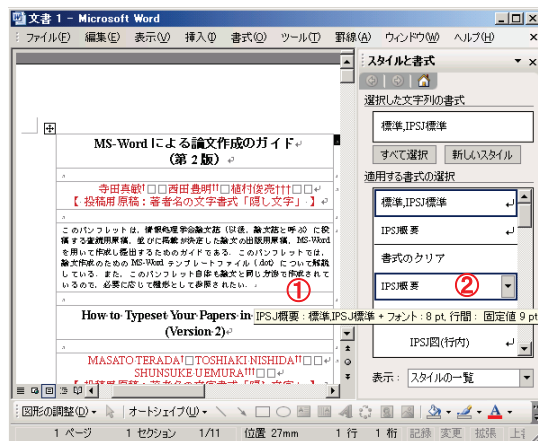 文書 1 - Microsoft Word
ファイル(F) 編集(E) 表示(V) 挿入(I) 書式(O) ツール(T) 罫線(A) ウィンドウ(W) ヘルプ(H)
スタイルと書式
選択した文字列の書式
標準,IPSJ標準
すべて選択 新しいスタイル
適用する書式の選択
標準,IPSJ標準
IPSJ概要
書式のクリア
IPSJ概要
②
IPSJ図(行内)
表示: スタイルの一覧
MS-Word による論文作成のガイド
(第 2 版)
寺田真敏†□□西田豊明††□植村俊亮†††□□
【 投稿用原稿:著者名の文字書式「隠し文字」 】
このパンフレットは、情報処理学会論文誌 (以後、論文誌と呼ぶ) に投
稿する査読用原稿、並びに掲載が決定した論文の出版用原稿、MS-Word
を用いて作成し提出するためのガイドである. このパンフレットでは、
論文作成のための MS-Word テンプレートファイル (.dot) について解説
している. また、このパンフレット自体も論文と同じ方法で作成されて
いるので、必要に応じて雛形として参照されたい.
①
How to Typeset Your Papers in
(Version 2)
IPSJ概要 : 標準,IPSJ標準 + フォント : 8 pt, 行間 : 固定値 9 pt
MASATO TERADA†□TOSHIAKI NISHIDA††□□
SHUNSUKE UEMURA†††□□
図形の調整(D) オートシェイプ(U)
1 ページ 1 セクション 1/11 位置 27mm 1 行 1 桁 記録 変更 拡張